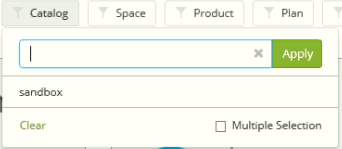 Catalog Space Product Plan
Apply
sandbox
Clear Multiple Selection